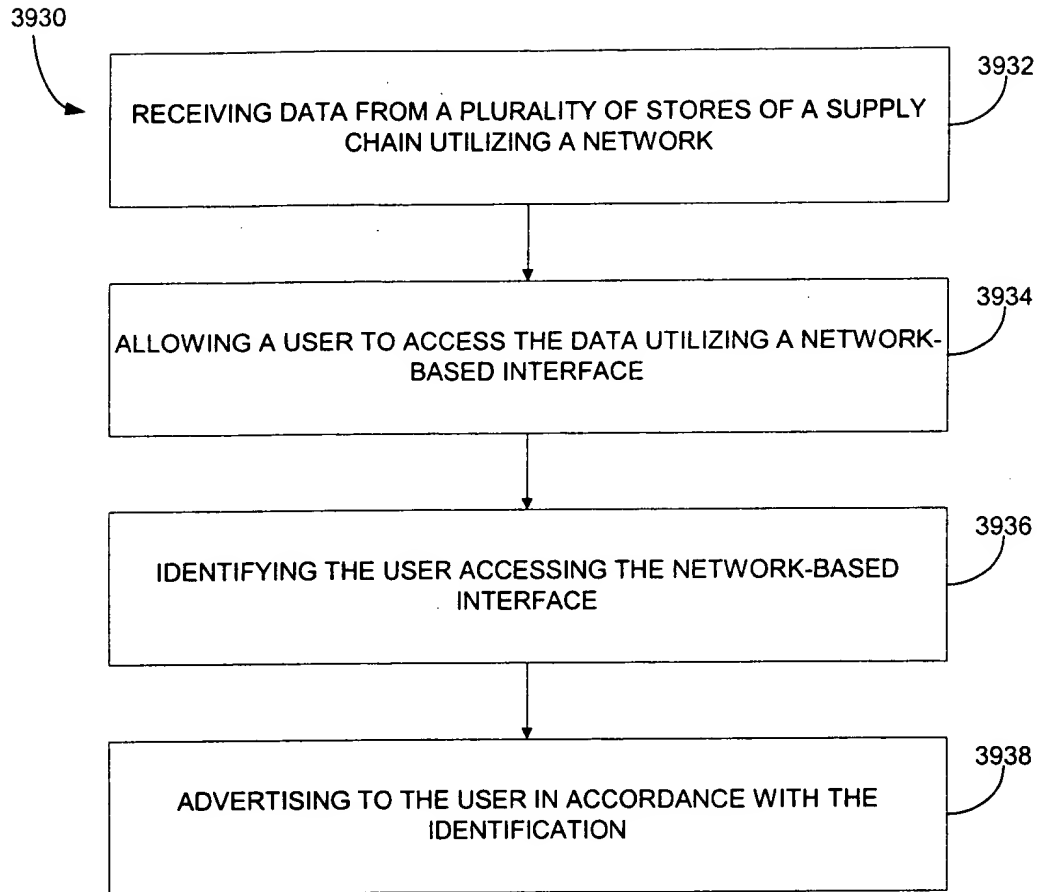 3930
3932
RECEIVING DATA FROM A PLURALITY OF STORES OF A SUPPLY
CHAIN UTILIZING A NETWORK
3934
ALLOWING A USER TO ACCESS THE DATA UTILIZING A NETWORK-
BASED INTERFACE
3936
IDENTIFYING THE USER ACCESSING THE NETWORK-BASED
INTERFACE
3938
ADVERTISING TO THE USER IN ACCORDANCE WITH THE
IDENTIFICATION